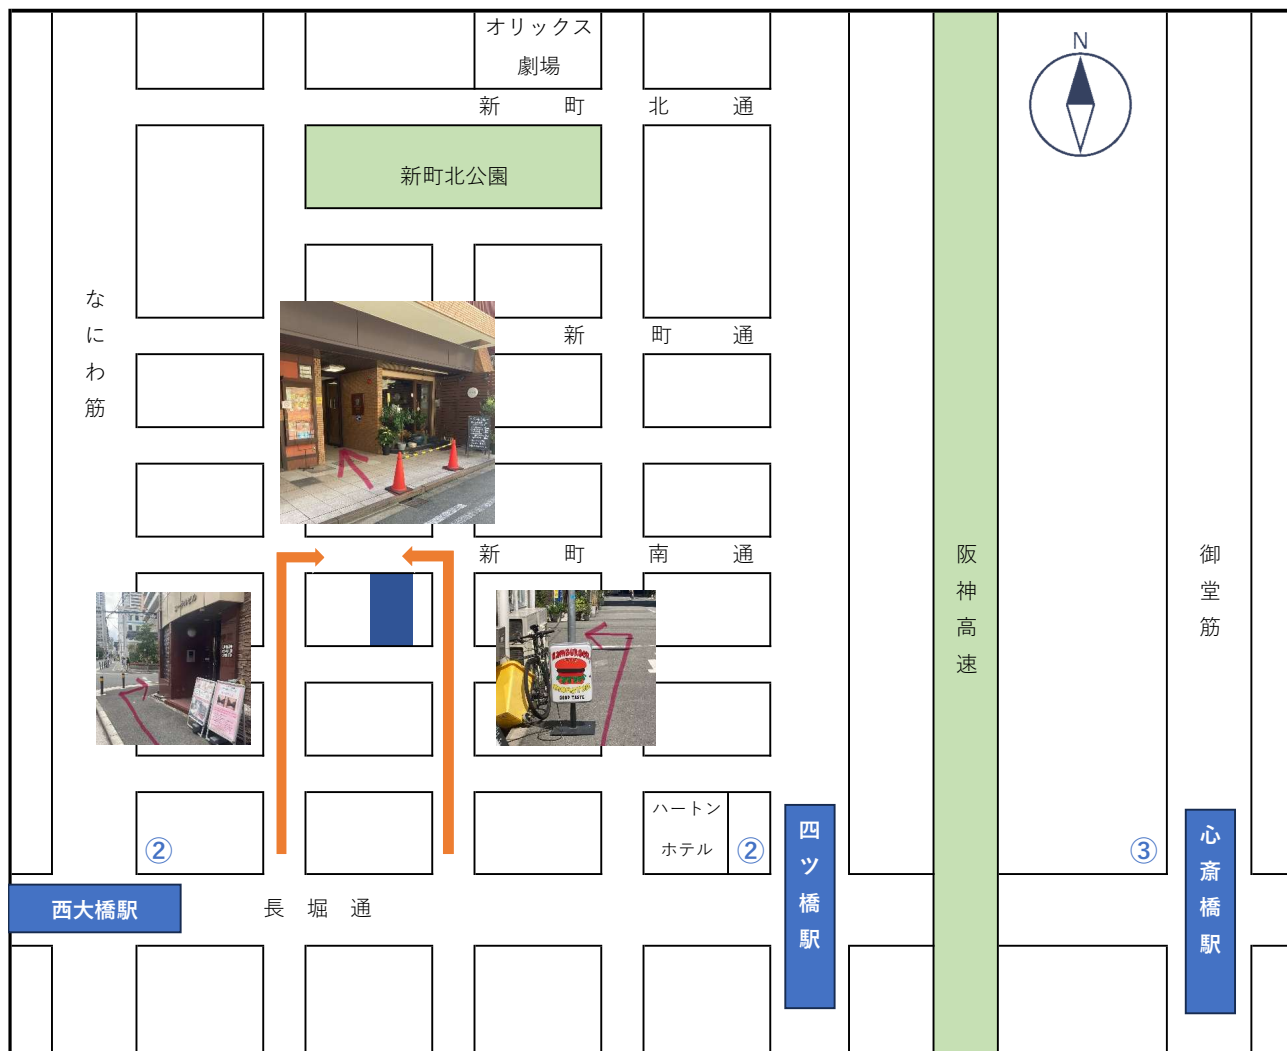 オリックス
劇場
新町北通
新町北公園
なにわ筋
新町通
新町南通
阪神高速
御堂筋
HAMBURGER
GOOD TASTE
ハートン
ホテル
②
②
③
四ツ橋駅
心斎橋駅
西大橋駅
長堀通
N